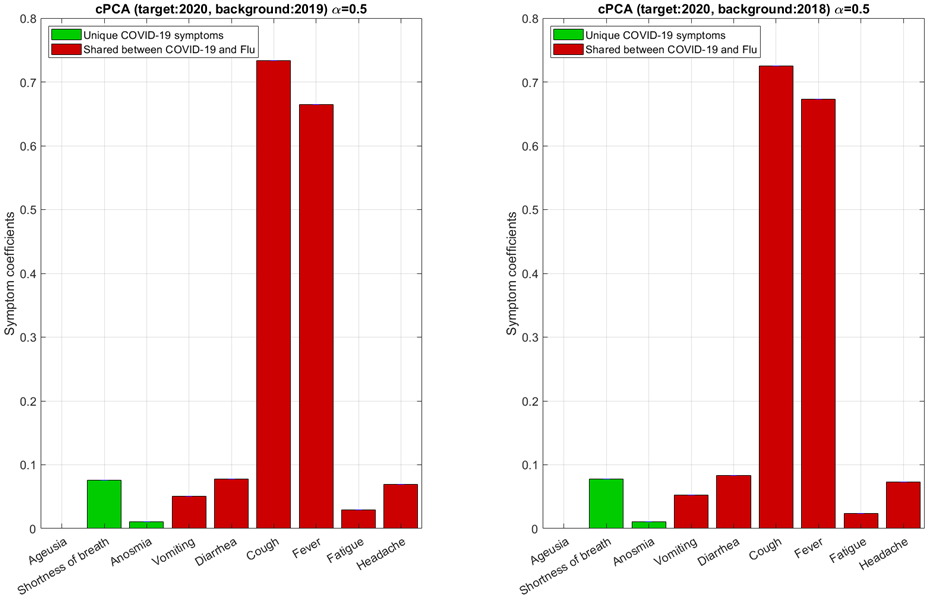 cPCA (target:2020, background:2019) α=0.5
Unique COVID-19 symptoms
Shared between COVID-19 and Flu
Symptom coefficients
0.8
0.7
0.6
0.5
0.4
0.3
0.2
0.1
0
Ageusia
Shortness of breath
Anosmia
Vomiting
Diarrhea
Cough
Fever
Fatigue
Headache
cPCA (target:2020, background:2018) α=0.5
Unique COVID-19 symptoms
Shared between COVID-19 and Flu
Symptom coefficients
0.8
0.7
0.6
0.5
0.4
0.3
0.2
0.1
0
Ageusia
Shortness of breath
Anosmia
Vomiting
Diarrhea
Cough
Fever
Fatigue
Headache